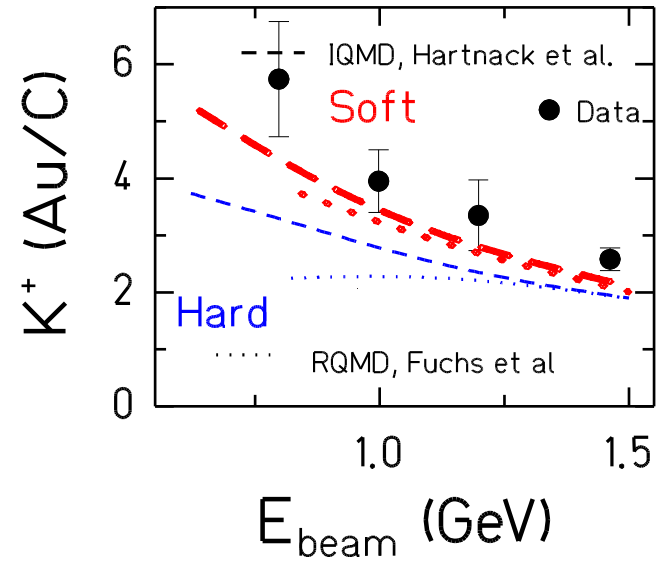 6
IQMD, Hartnack et al.
Soft
Data
4
K⁺ (Au/C)
2
Hard
RQMD, Fuchs et al
0
1.0
1.5
E_beam (GeV)